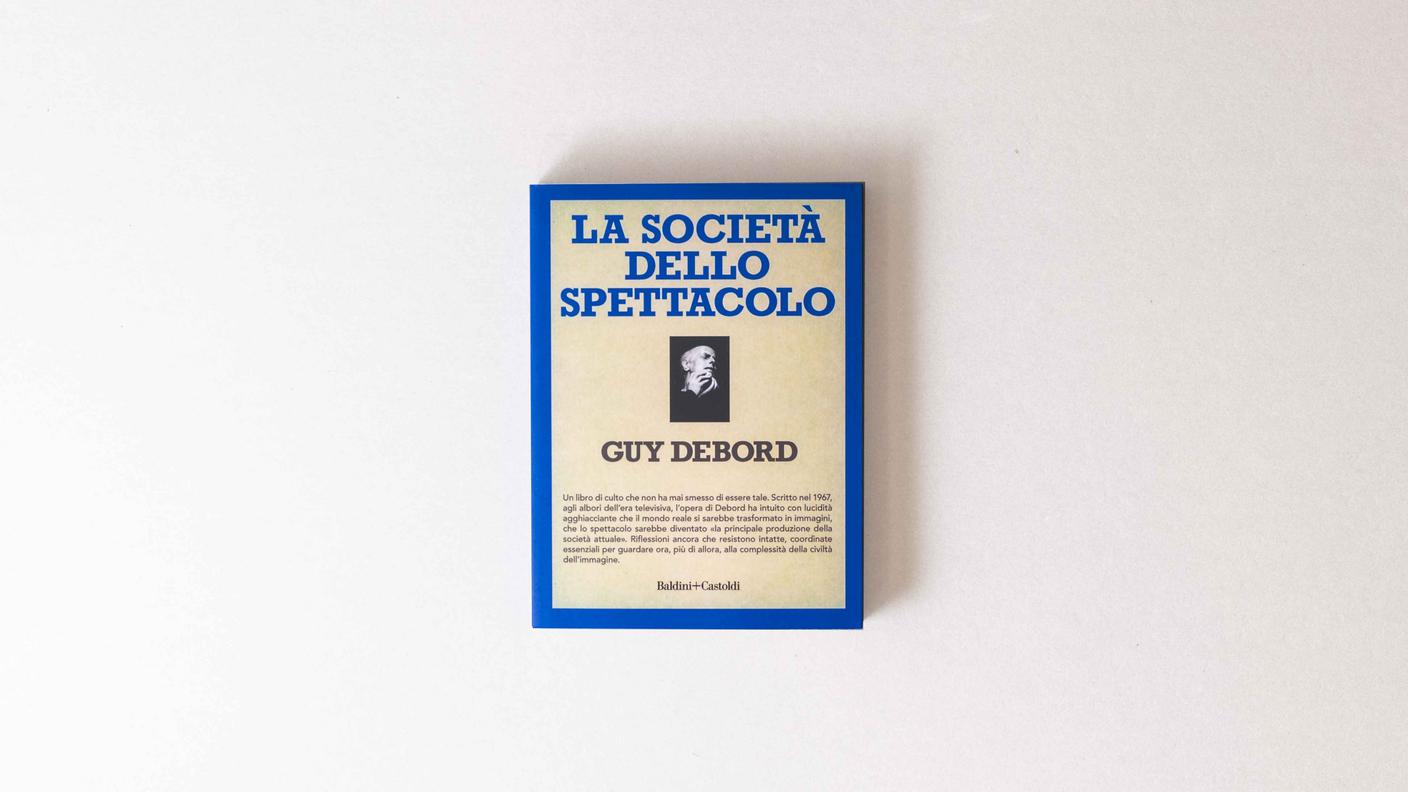 LA SOCIETÀ
DELLO
SPETTACOLO
GUY DEBORD
Un libro di culto che non ha mai smesso di essere tale. Scritto nel 1967,
agli albori dell'era televisiva, l'opera di Debord ha intuito con lucidità
agghiacciante che il mondo reale si sarebbe trasformato in immagini,
che lo spettacolo sarebbe diventato «la principale produzione della
società attuale». Riflessioni ancora che resistono intatte, coordinate
essenziali per guardare ora, più di allora, alla complessità della civiltà
dell'immagine.
Baldini+Castoldi